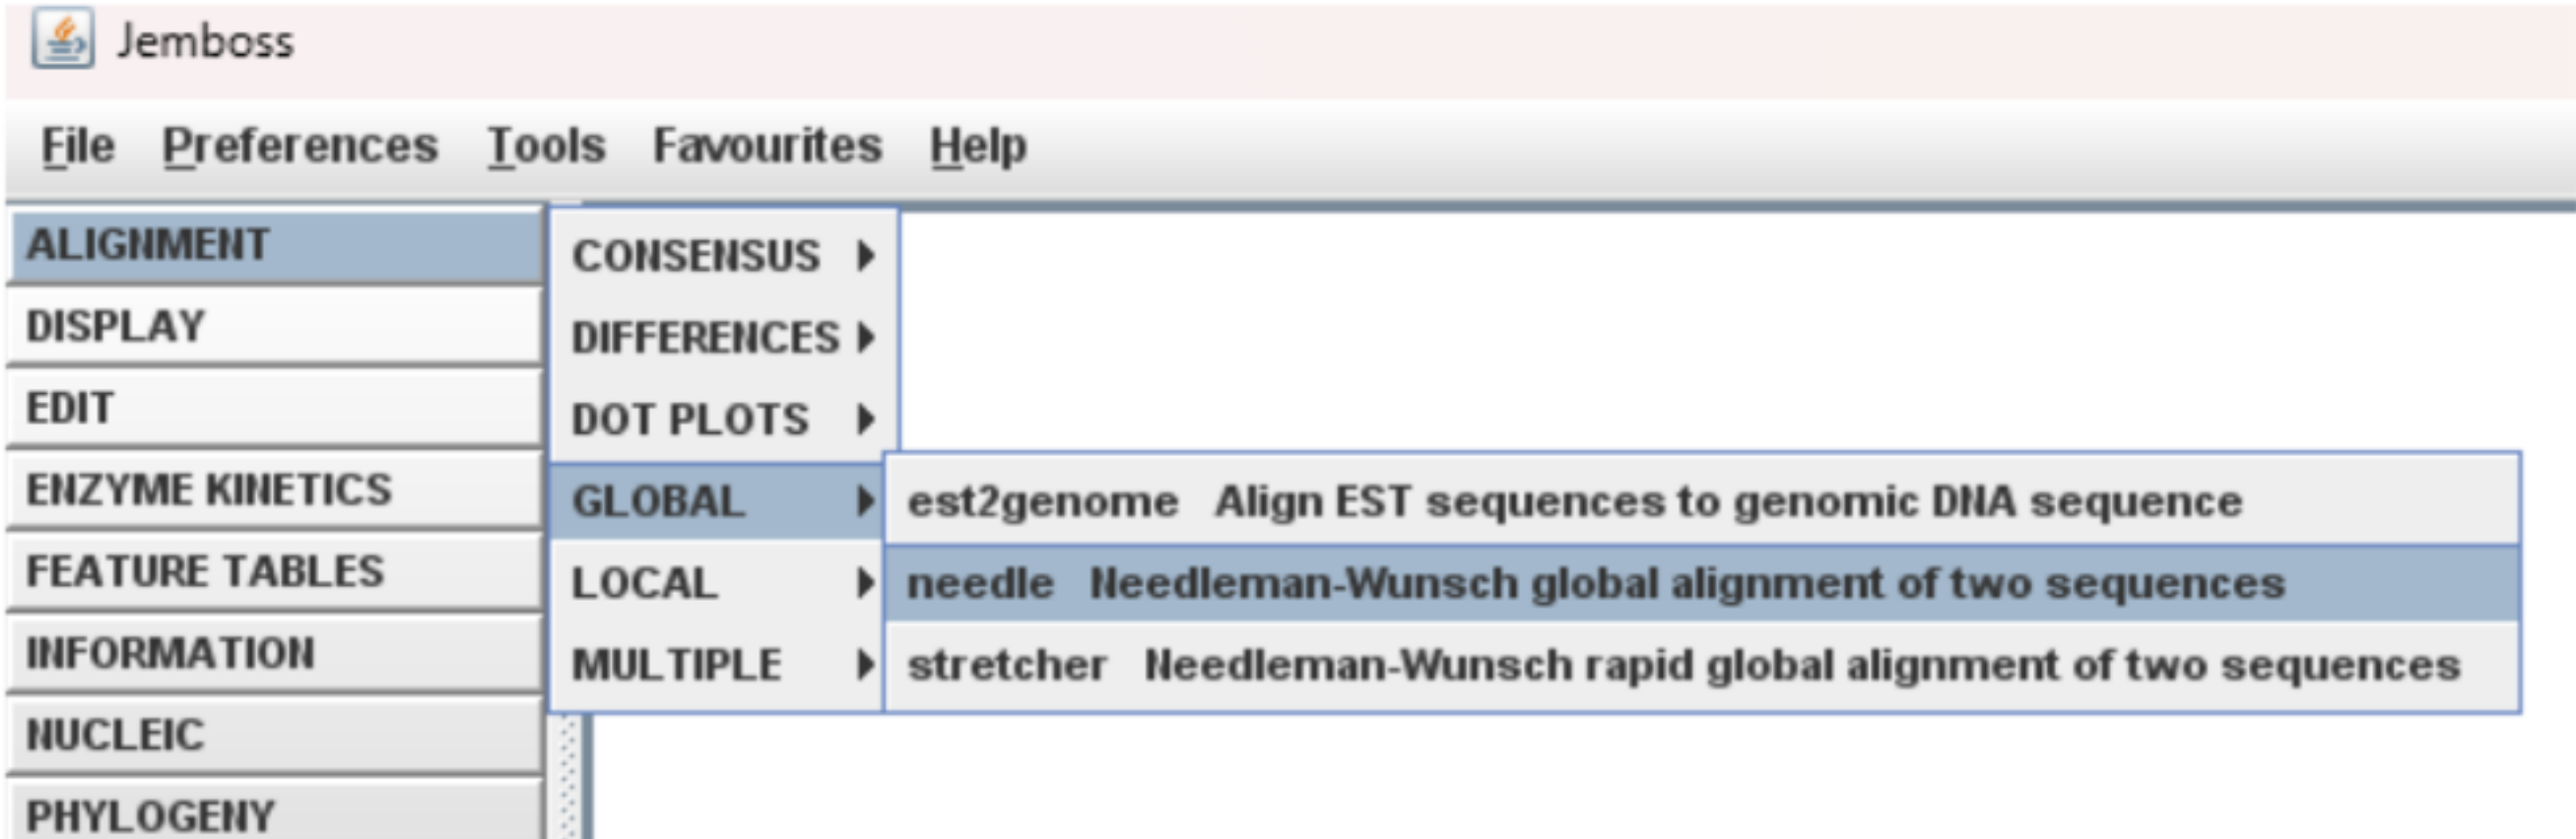 Jemboss
File Preferences Tools Favourites Help
ALIGNMENT
DISPLAY
EDIT
ENZYME KINETICS
FEATURE TABLES
INFORMATION
NUCLEIC
PHYLOGENY
CONSENSUS
DIFFERENCES
DOT PLOTS
GLOBAL
LOCAL
MULTIPLE
est2genome Align EST sequences to genomic DNA sequence
needle Needleman-Wunsch global alignment of two sequences
stretcher Needleman-Wunsch rapid global alignment of two sequences